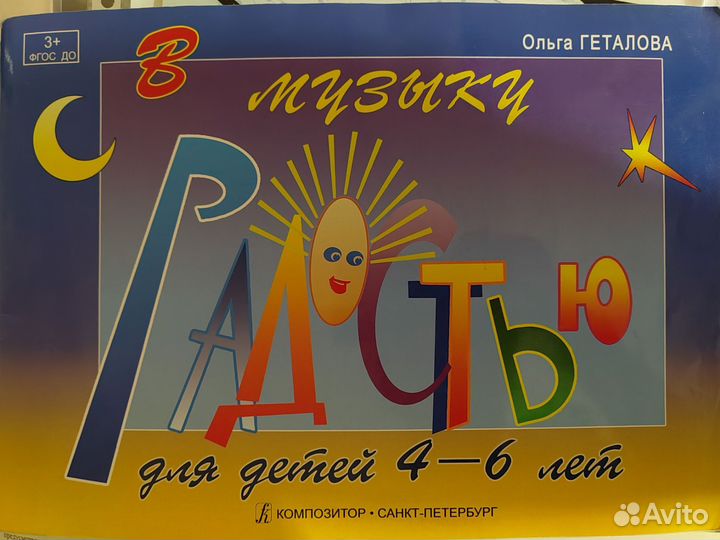 3+
ФГОС ДО
Ольга ГЕТАЛОВА
В МУЗЫКУ
РАДОСТЬЮ
для детей 4—6 лет
КОМПОЗИТОР • САНКТ-ПЕТЕРБУРГ
Avito